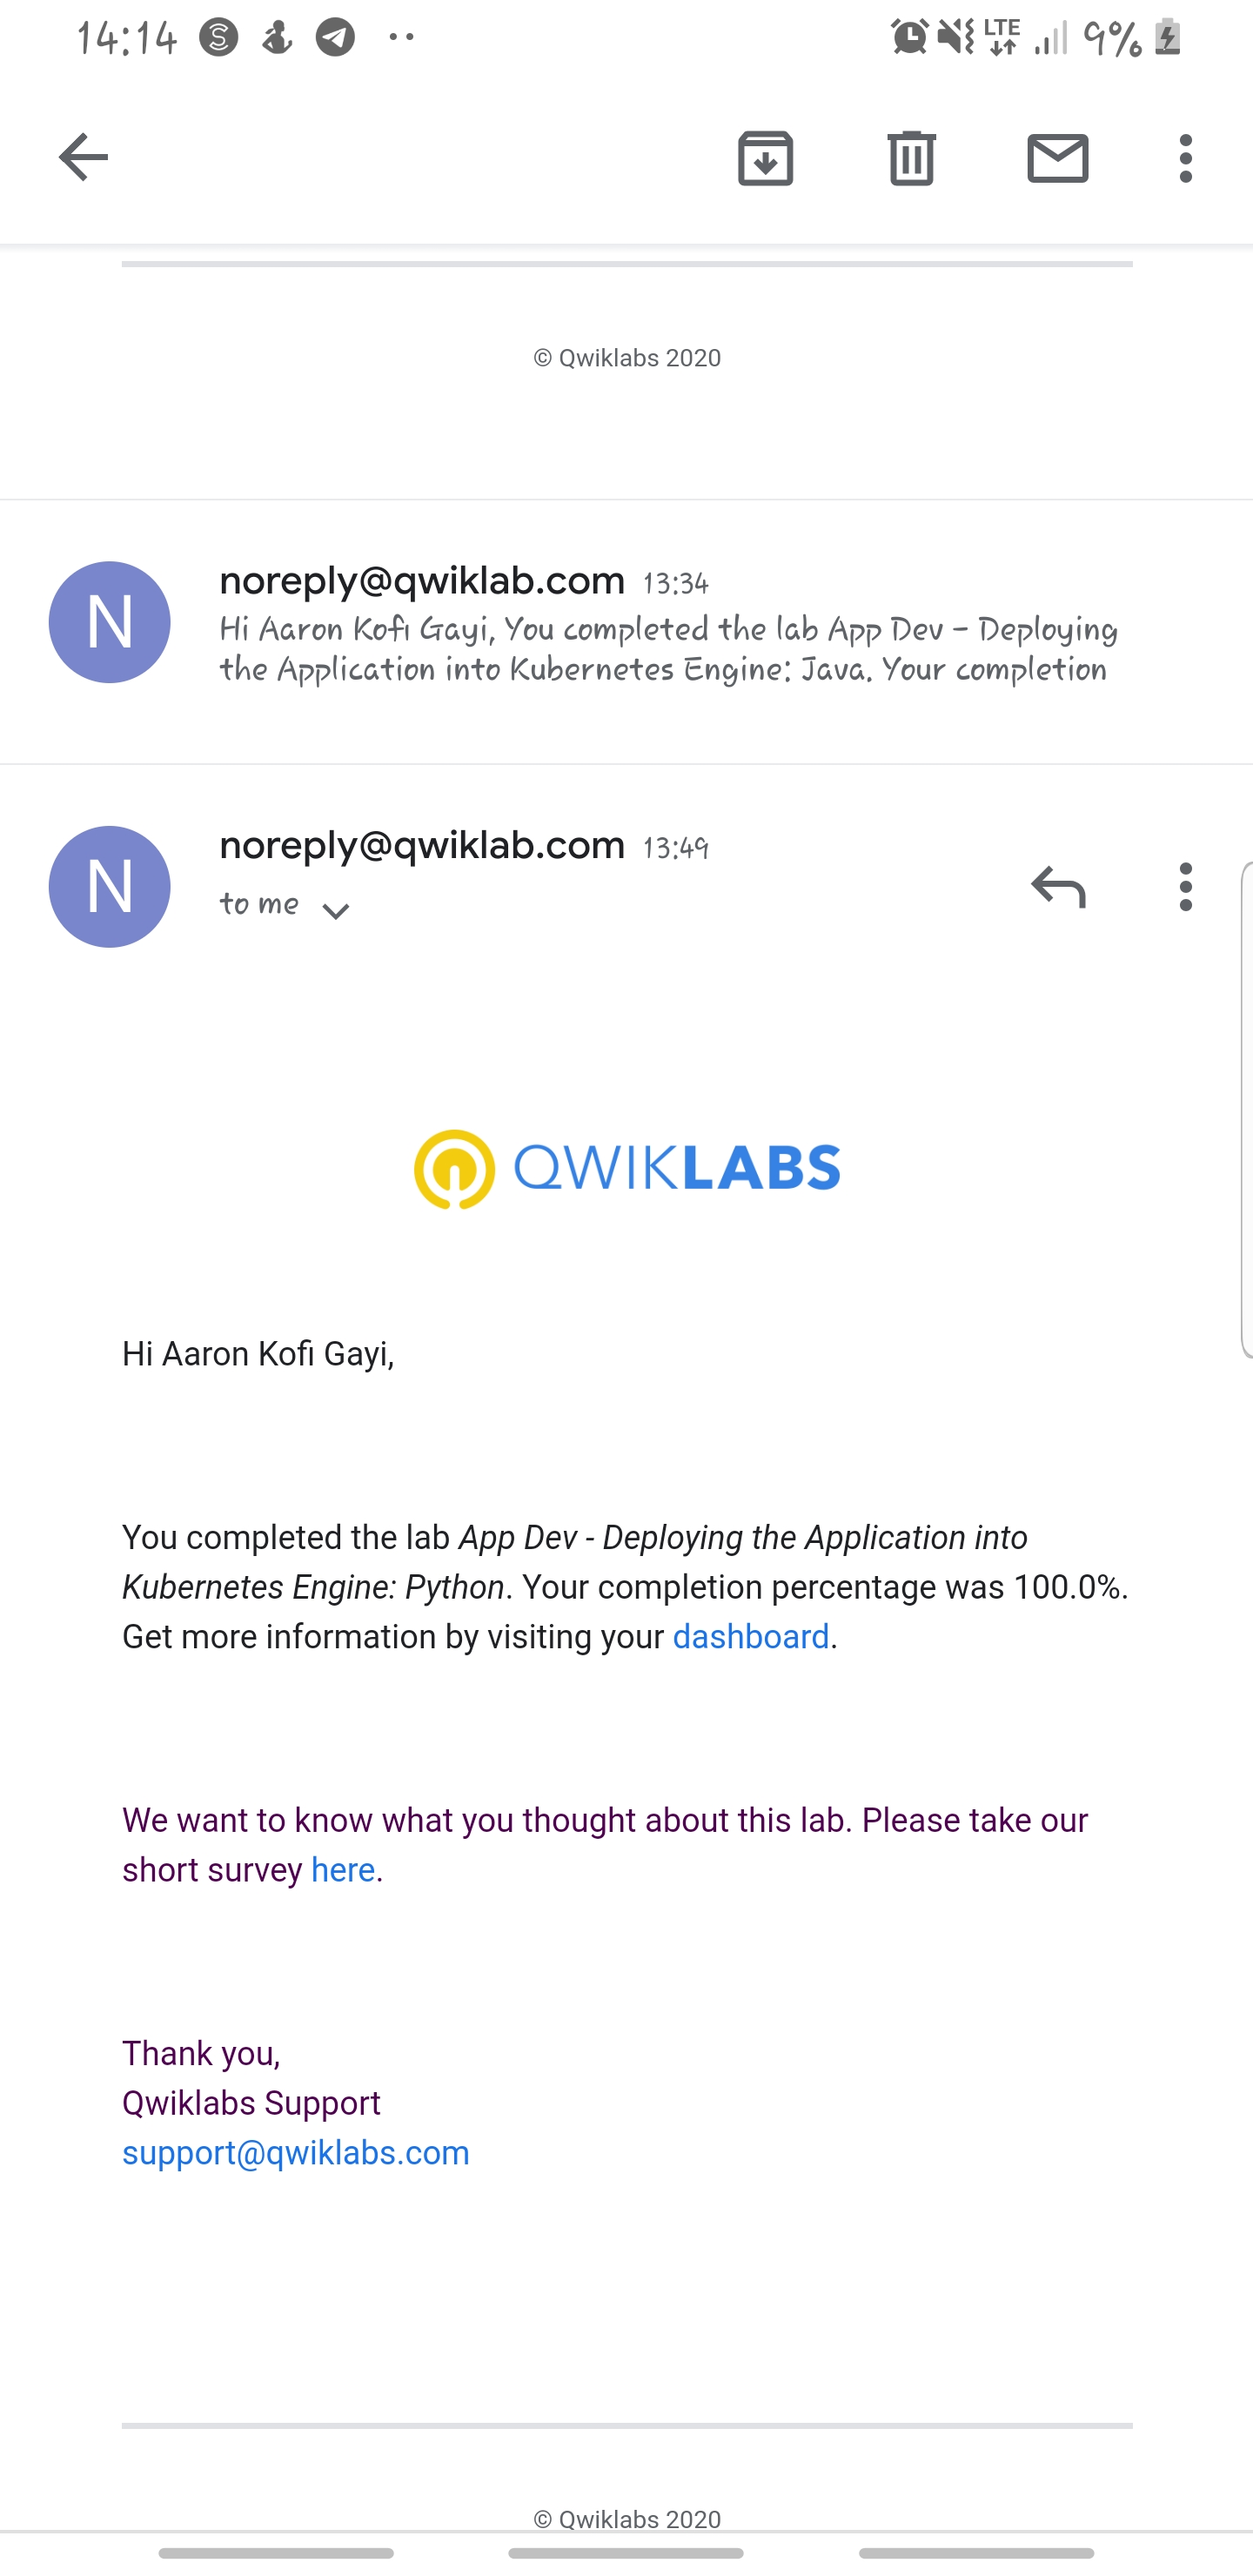 14:14 LTE 9%
© Qwiklabs 2020
N noreply@qwiklab.com 13:34
Hi Aaron Kofi Gayi, You completed the lab App Dev - Deploying
the Application into Kubernetes Engine: Java. Your completion
N noreply@qwiklab.com 13:49
to me
QWIKLABS
Hi Aaron Kofi Gayi,
You completed the lab App Dev - Deploying the Application into
Kubernetes Engine: Python. Your completion percentage was 100.0%.
Get more information by visiting your dashboard.
We want to know what you thought about this lab. Please take our
short survey here.
Thank you,
Qwiklabs Support
support@qwiklabs.com
© Qwiklabs 2020